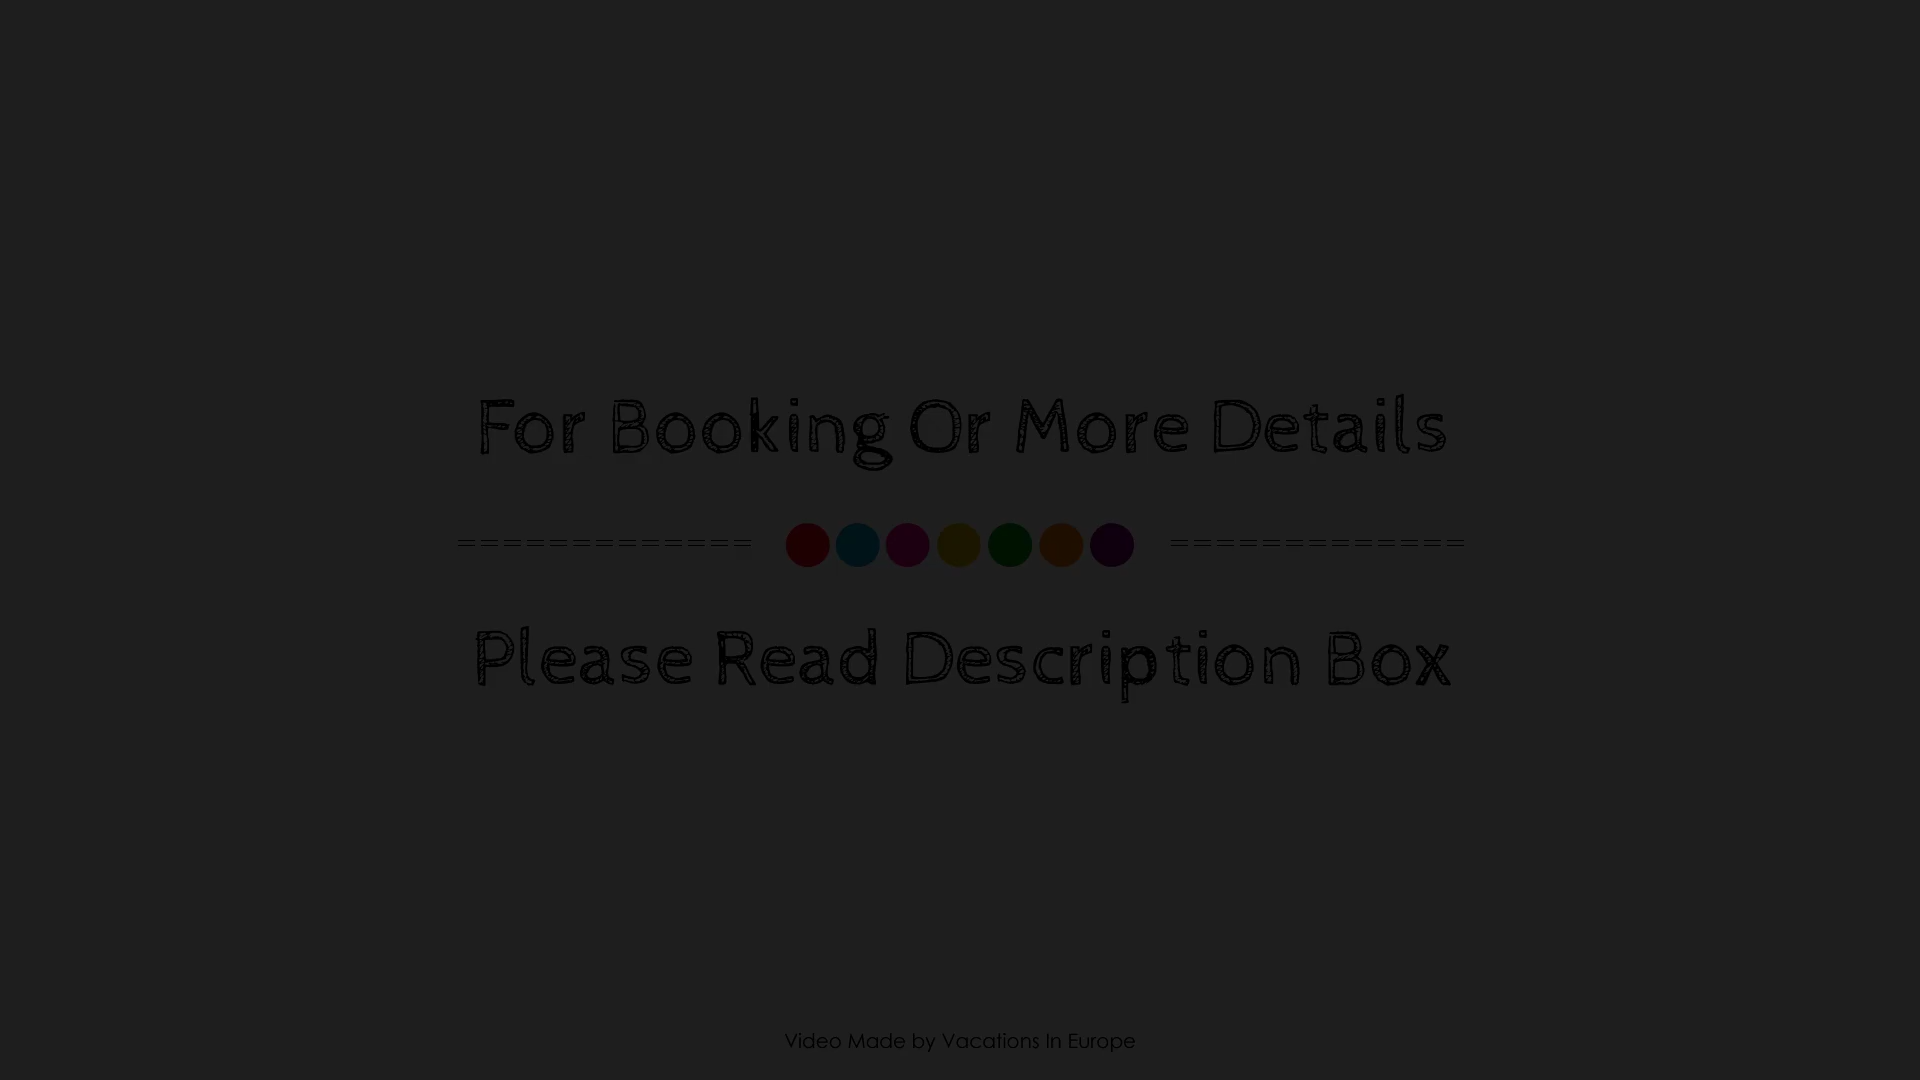 For Booking Or More Details
============= =============
Please Read Description Box
Video Made by Vacations In Europe